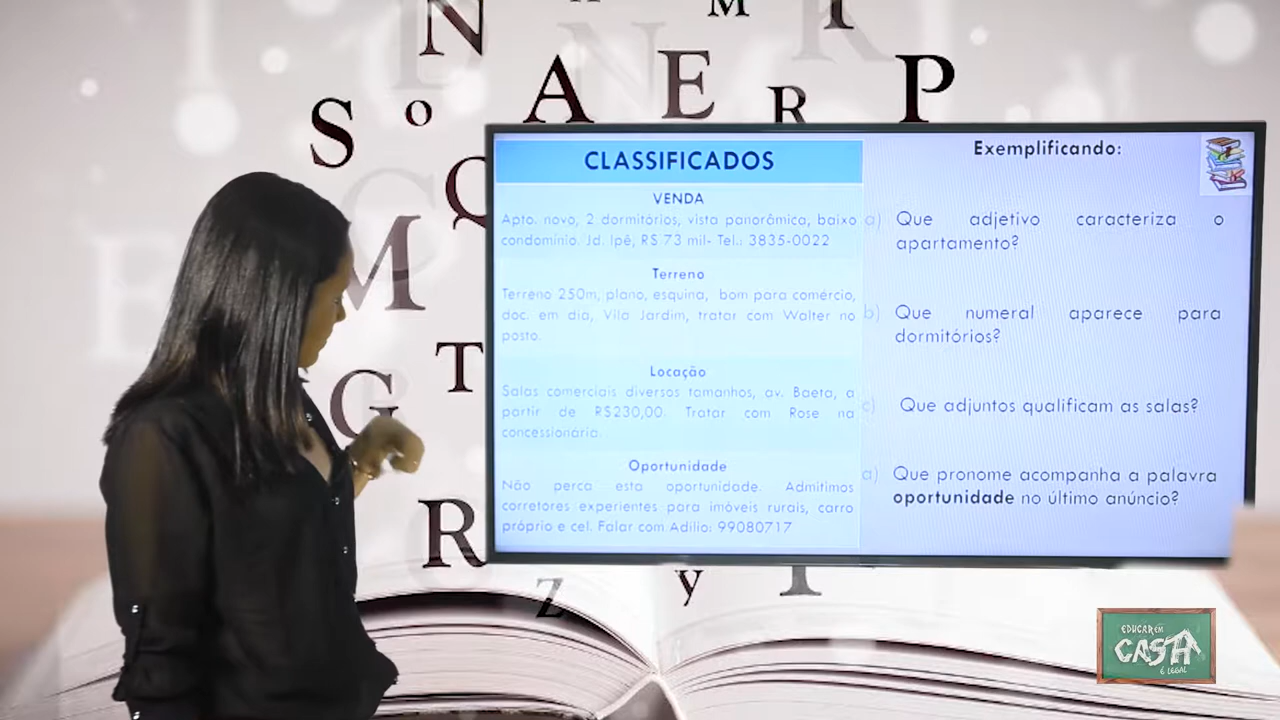 CLASSIFICADOS
VENDA
Apto. novo, 2 dormitórios, vista panorâmica, baixo
condomínio. Jd. Ipê, R$ 73 mil- Tel.: 3835-0022
Terreno
Terreno 250m, plano, esquina, bom para comércio,
doc. em dia, Vila Jardim, tratar com Walter no
posto.
Locação
Salas comerciais diversos tamanhos, av. Baeta, a
partir de R$230,00. Tratar com Rose na
concessionária.
Oportunidade
Não perca esta oportunidade. Admitimos
corretores experientes para imóveis rurais, carro
próprio e cel. Falar com Adílio: 99080717
Exemplificando:
a) Que adjetivo caracteriza o
apartamento?
b) Que numeral aparece para
dormitórios?
c) Que adjuntos qualificam as salas?
a) Que pronome acompanha a palavra
oportunidade no último anúncio?
EDUCAR EM
CASA
É LEGAL